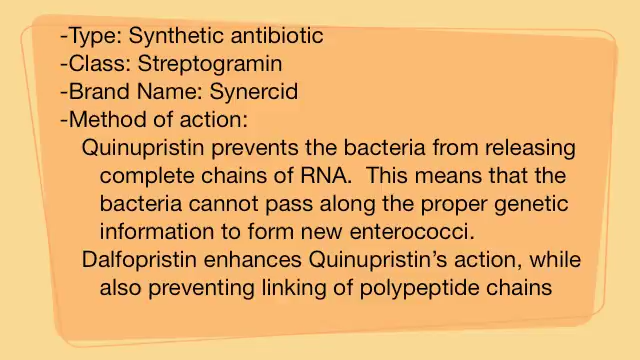 -Type: Synthetic antibiotic
-Class: Streptogramin
-Brand Name: Synercid
-Method of action:
Quinupristin prevents the bacteria from releasing
complete chains of RNA.  This means that the
bacteria cannot pass along the proper genetic
information to form new enterococci.
Dalfopristin enhances Quinupristin's action, while
also preventing linking of polypeptide chains